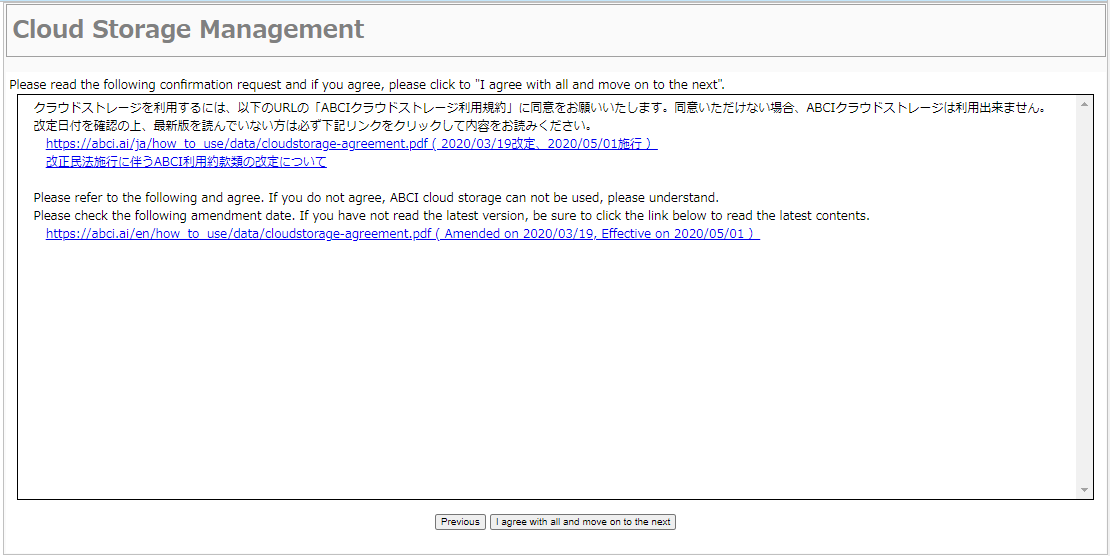 Cloud Storage Management
Please read the following confirmation request and if you agree, please click to "I agree with all and move on to the next".
クラウドストレージを利用するには、以下のURLの「ABCIクラウドストレージ利用規約」に同意をお願いいたします。同意いただけない場合、ABCIクラウドストレージは利用出来ません。
改定日付を確認の上、最新版を読んでいない方は必ず下記リンクをクリックして内容をお読みください。
https://abci.ai/ja/how_to_use/data/cloudstorage-agreement.pdf ( 2020/03/19改定、2020/05/01施行 )
改正民法施行に伴うABCI利用約款類の改定について
Please refer to the following and agree. If you do not agree, ABCI cloud storage can not be used, please understand.
Please check the following amendment date. If you have not read the latest version, be sure to click the link below to read the latest contents.
https://abci.ai/en/how_to_use/data/cloudstorage-agreement.pdf ( Amended on 2020/03/19, Effective on 2020/05/01 )
Previous I agree with all and move on to the next